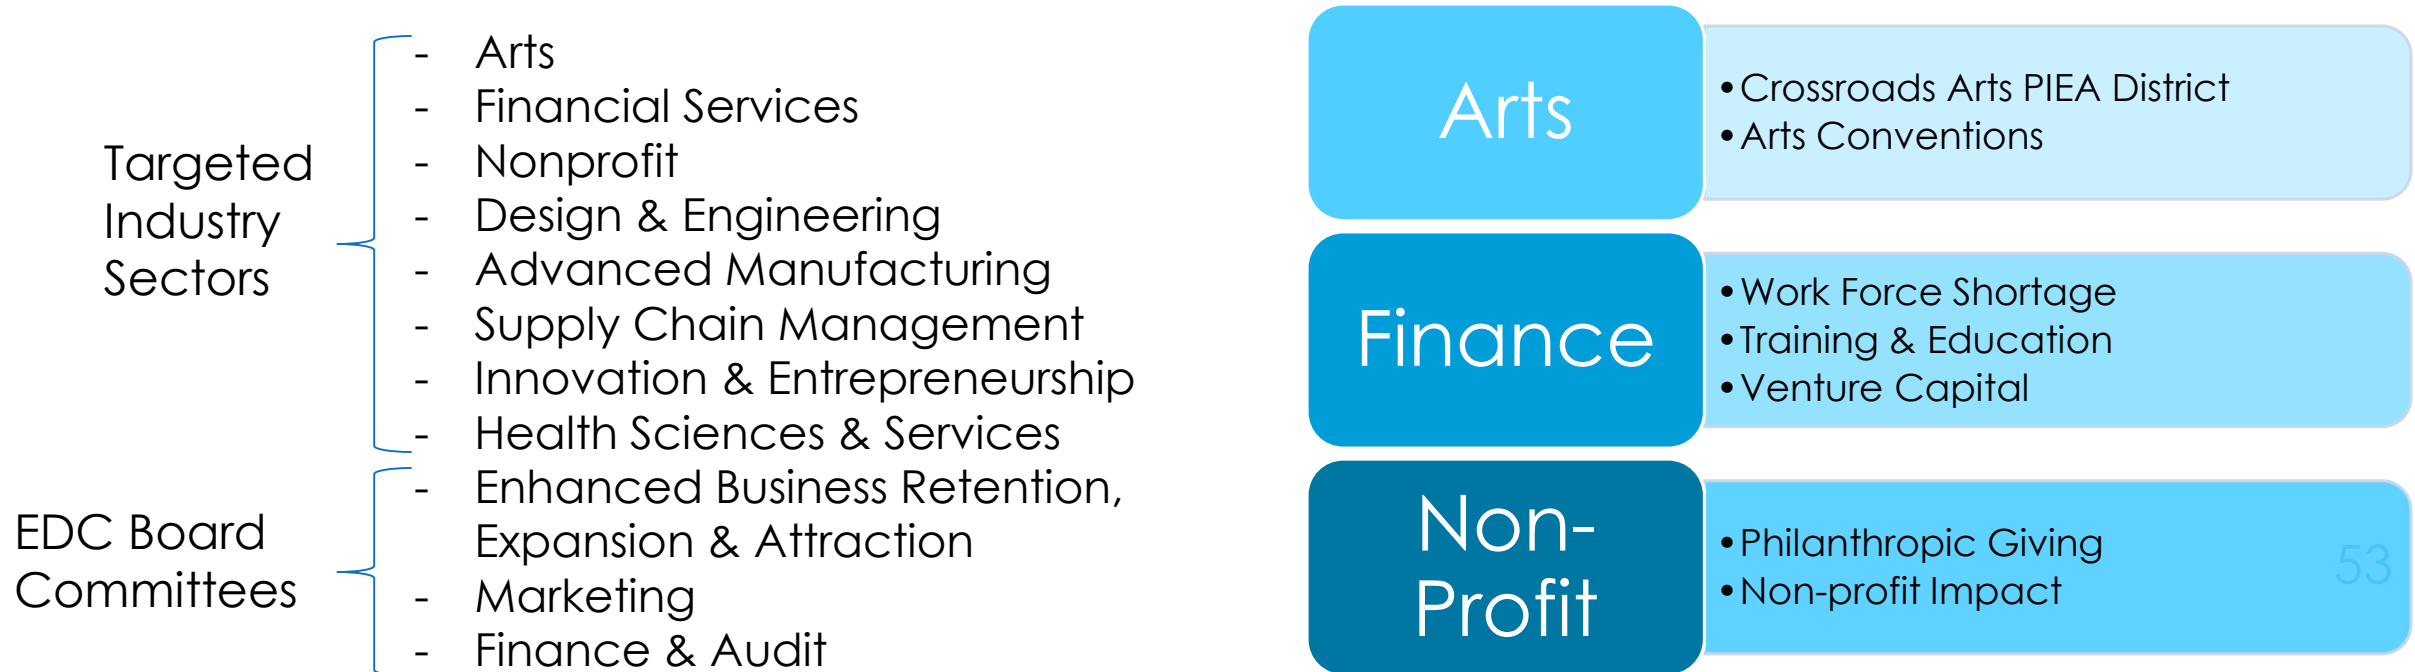 Targeted
Industry
Sectors
- Arts
- Financial Services
- Nonprofit
- Design & Engineering
- Advanced Manufacturing
- Supply Chain Management
- Innovation & Entrepreneurship
- Health Sciences & Services
EDC Board
Committees
- Enhanced Business Retention,
Expansion & Attraction
- Marketing
- Finance & Audit
Arts
•Crossroads Arts PIEA District
•Arts Conventions
Finance
•Work Force Shortage
•Training & Education
•Venture Capital
Non-
Profit
•Philanthropic Giving
•Non-profit Impact
53